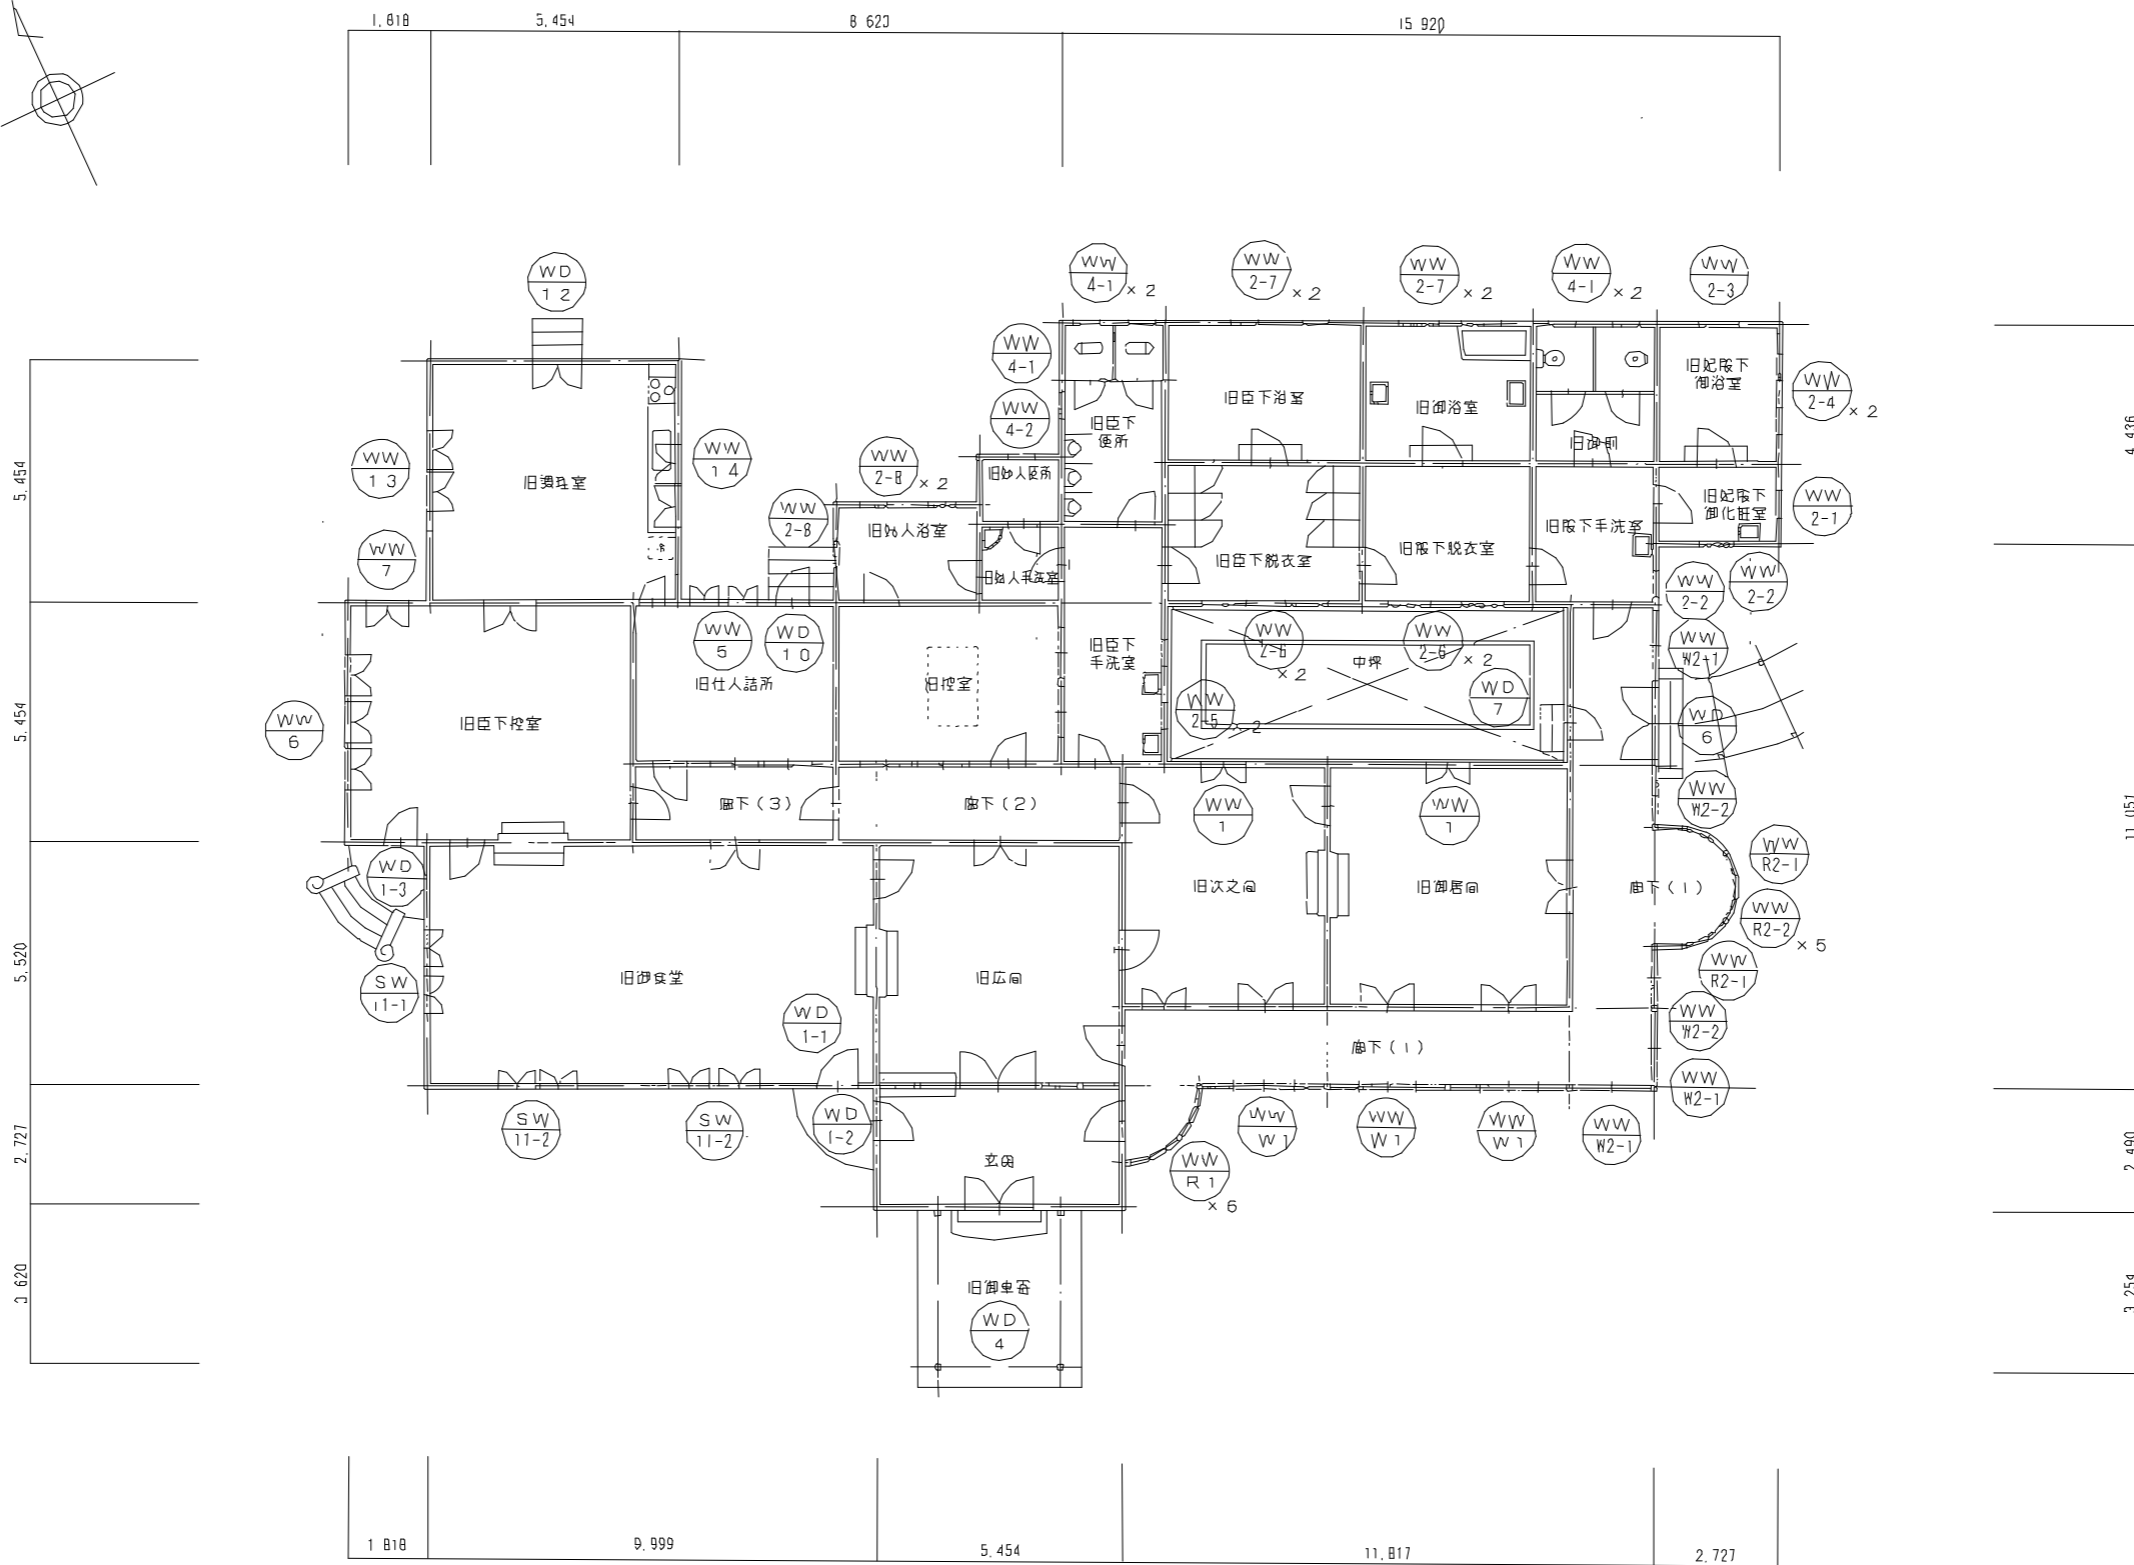 1,818
5,454
8 623
15 920
WD
12
WW
4-1
× 2
WW
2-7
× 2
WW
2-7
× 2
WW
4-1
× 2
WW
2-3
WW
4-1
WW
4-2
旧臣下
便所
旧臣下浴室
旧御浴室
旧御厠
旧妃殿下
御浴室
WW
2-4
× 2
4,436
5,454
WW
13
旧調理室
WW
14
WW
2-8
× 2
旧婦人便所
旧妃殿下
御化粧室
WW
2-1
WW
7
WW
2-8
旧婦人浴室
旧婦人手洗室
旧臣下脱衣室
旧殿下脱衣室
旧殿下手洗室
WW
2-2
WW
2-2
5,454
WW
6
旧臣下控室
WW
5
WD
10
旧仕人詰所
旧控室
旧臣下
手洗室
WW
2-6
× 2
中坪
WW
2-6
× 2
WW
2-5
× 2
WD
7
WW
W2-1
WD
6
WW
W2-2
廊下(3)
廊下(2)
WW
1
WW
1
WW
R2-1
11,051
WD
1-3
旧次之間
旧御居間
廊下(1)
WW
R2-2
× 5
5,520
SW
11-1
旧御食堂
WD
1-1
旧広間
WW
R2-1
WW
W2-2
廊下(1)
WW
W2-1
2,727
SW
11-2
SW
11-2
WD
1-2
玄関
WW
R1
× 6
WW
W1
WW
W1
WW
W1
WW
W2-1
2,490
3 620
旧御車寄
WD
4
3,254
1 818
9,999
5,454
11,817
2,727